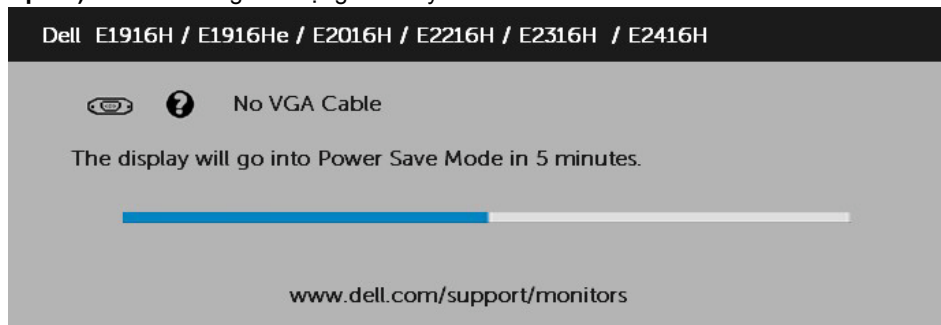 Dell E1916H / E1916He / E2016H / E2216H / E2316H / E2416H
No VGA Cable
The display will go into Power Save Mode in 5 minutes.
www.dell.com/support/monitors